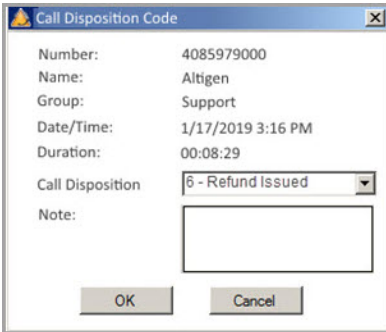 Call Disposition Code
Number: 4085979000
Name: Altigen
Group: Support
Date/Time: 1/17/2019 3:16 PM
Duration: 00:08:29
Call Disposition 6 - Refund Issued
Note:
OK Cancel